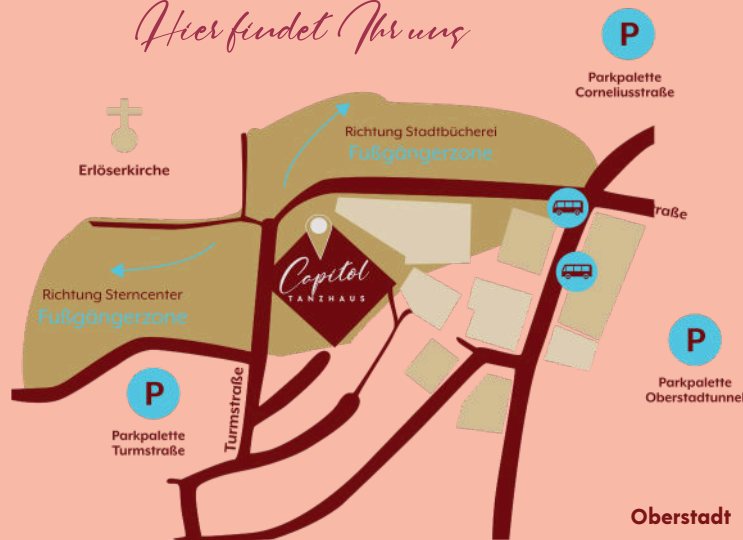 Hier findet Ihr uns
P
Parkpalette
Corneliusstraße
Richtung Stadtbücherei
Fußgängerzone
Erlöserkirche
raße
Capitol
TANZHAUS
Richtung Sterncenter
Fußgängerzone
P
Parkpalette
Oberstadtunnel
P
Parkpalette
Turmstraße
Turmstraße
Oberstadt